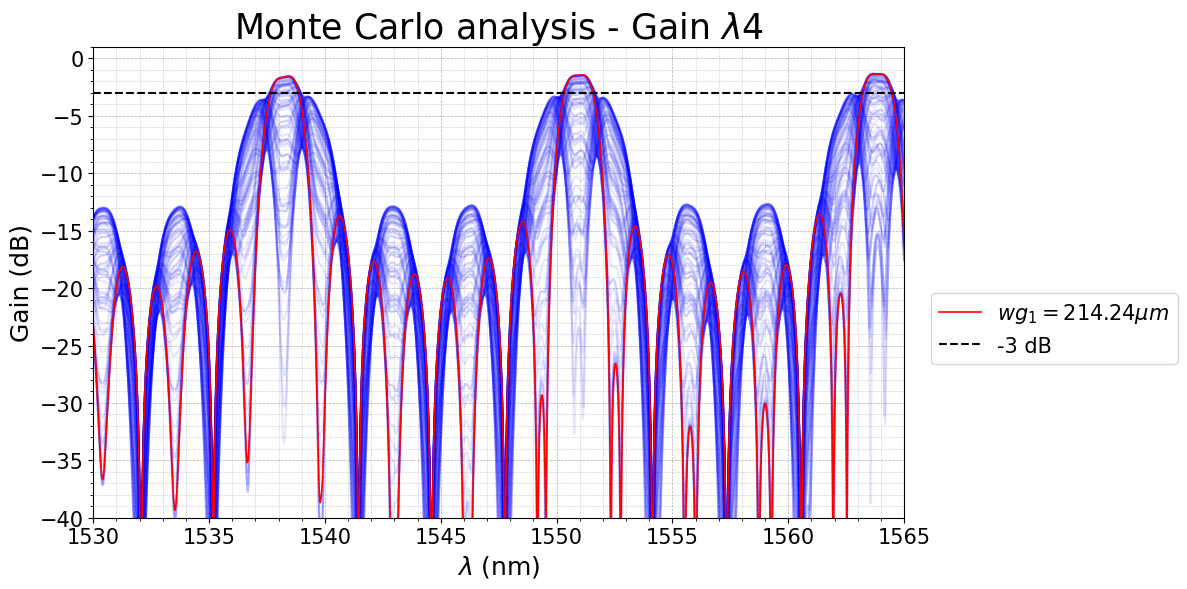 Monte Carlo analysis - Gain λ4
Gain (dB)
0
−5
−10
−15
−20
−25
−30
−35
−40
1530 1535 1540 1545 1550 1555 1560 1565
λ (nm)
wg₁ = 214.24μm
-3 dB